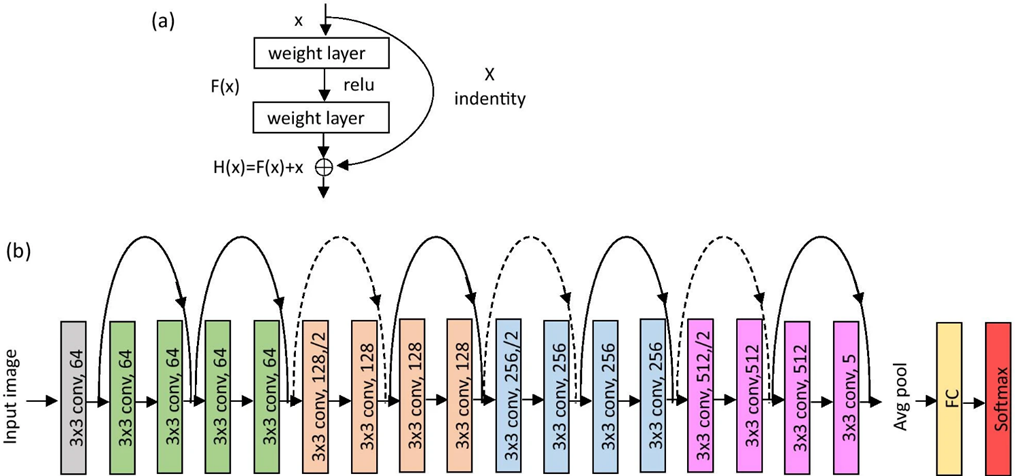 (a)
x
weight layer
F(x)
relu
X
indentity
weight layer
H(x)=F(x)+x
(b)
Input image
3x3 conv, 64
3x3 conv, 64
3x3 conv, 64
3x3 conv, 64
3x3 conv, 64
3x3 conv, 128,/2
3x3 conv, 128
3x3 conv, 128
3x3 conv, 128
3x3 conv, 256,/2
3x3 conv, 256
3x3 conv, 256
3x3 conv, 256
3x3 conv, 512,/2
3x3 conv,512
3x3 conv, 512
3x3 conv, 5
Avg pool
FC
Softmax